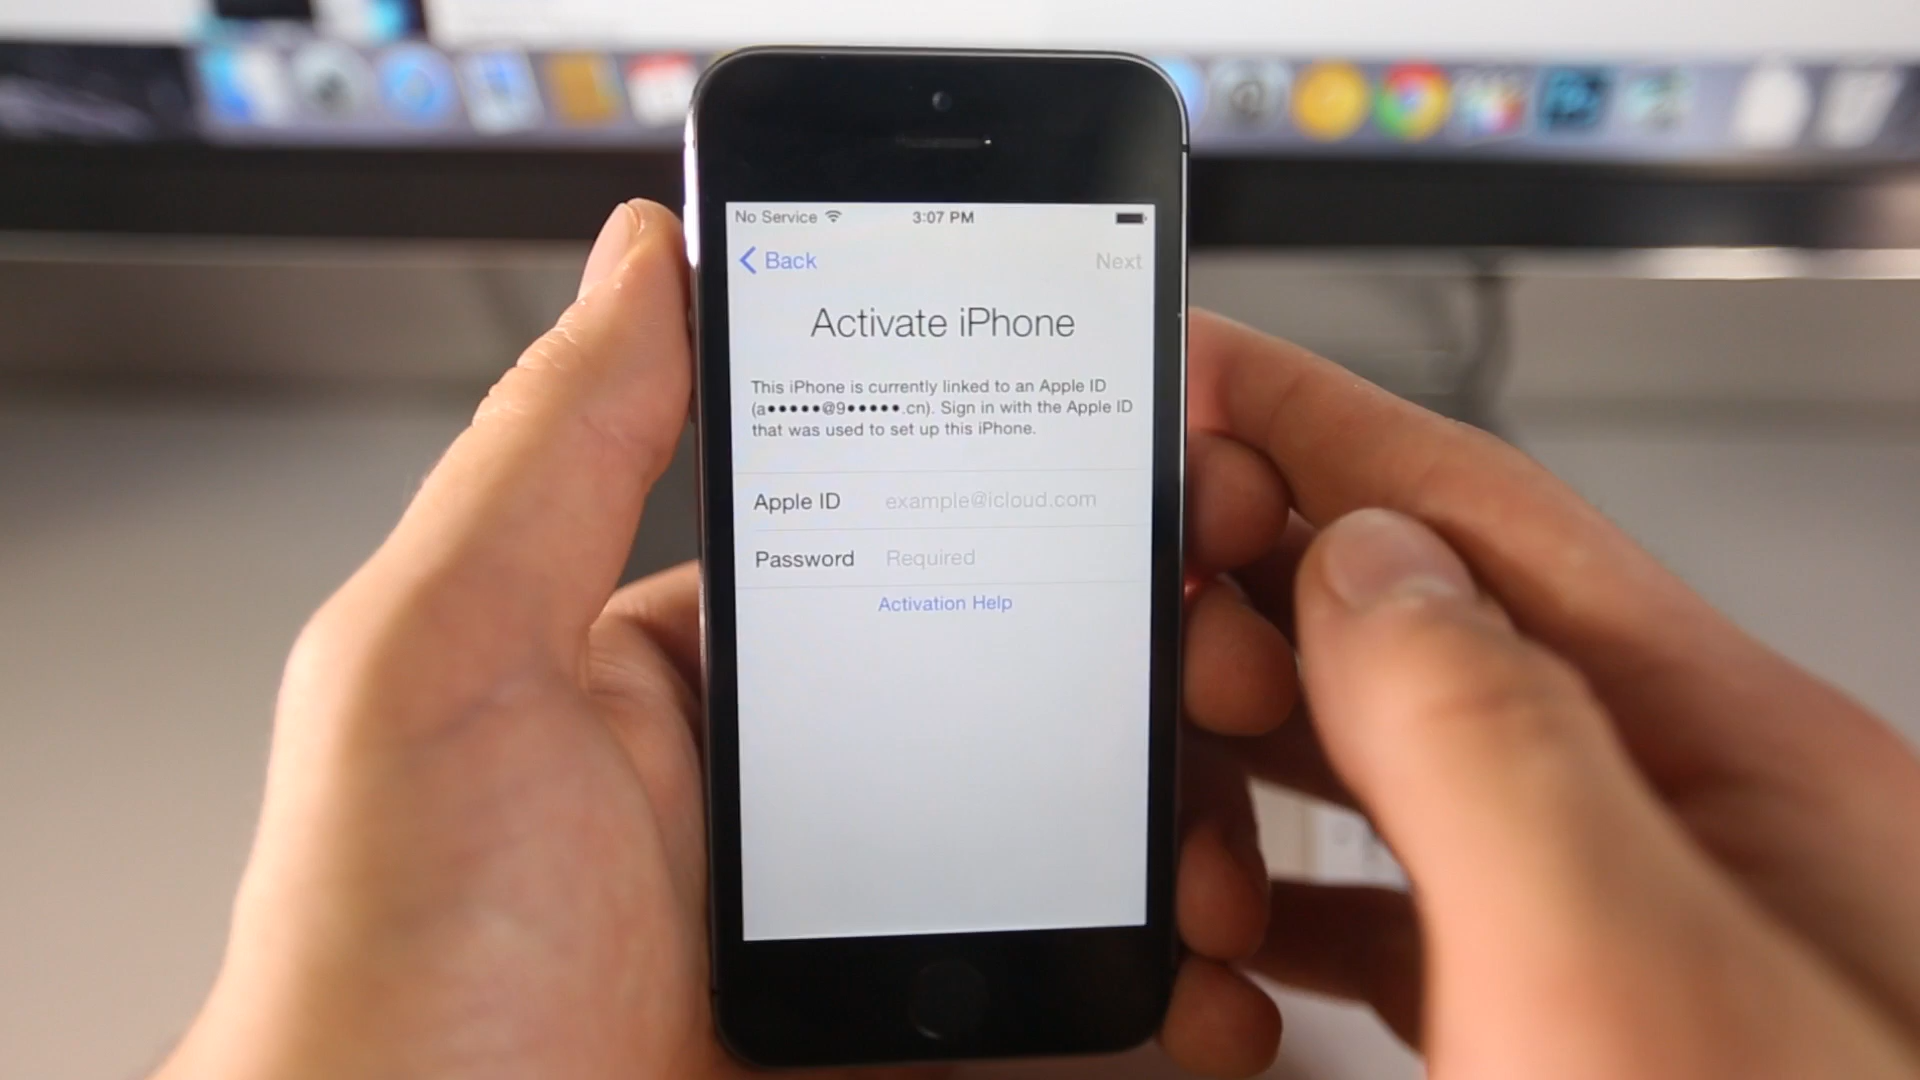 No Service 3:07 PM
Back Next
Activate iPhone
This iPhone is currently linked to an Apple ID
(a●●●●●@9●●●●●.cn). Sign in with the Apple ID
that was used to set up this iPhone.
Apple ID example@icloud.com
Password Required
Activation Help